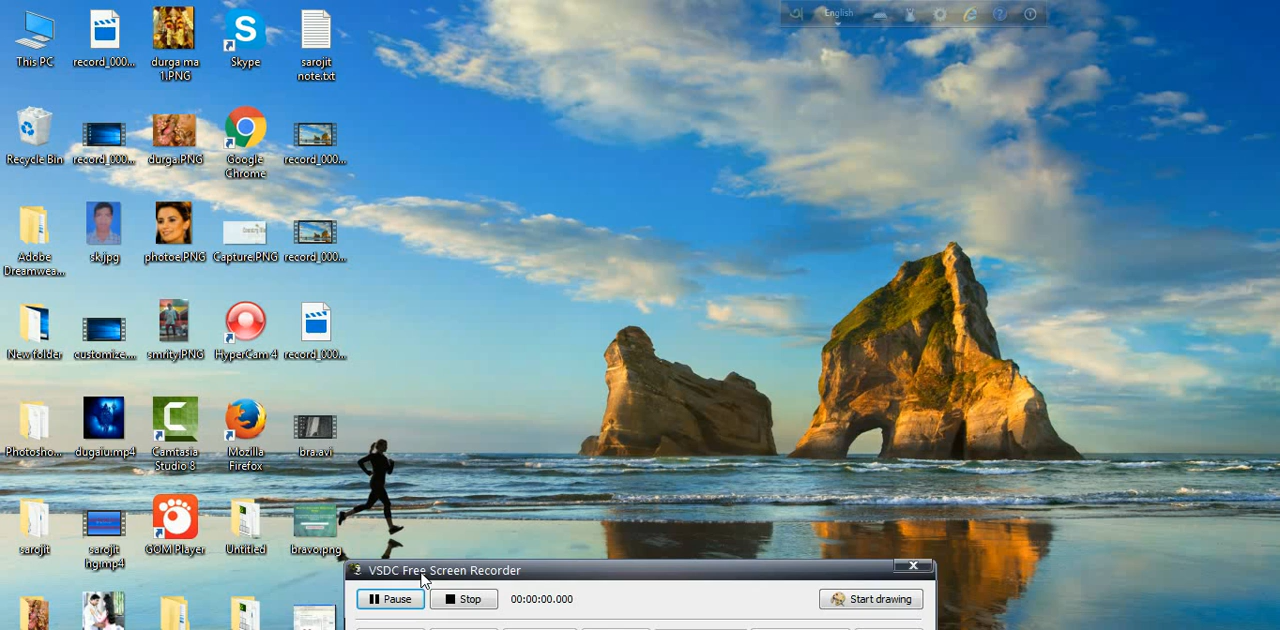 English
This PC
record_000...
durga ma
1.PNG
Skype
sarojit
note.txt
Recycle Bin
record_000...
durga.PNG
Google
Chrome
record_000...
Adobe
Dreamwea...
sk.jpg
photoe.PNG
Capture.PNG
record_000...
New folder
customize....
smrity.PNG
HyperCam 4
record_000...
Photosho...
dugaiu.mp4
Camtasia
Studio 8
Mozilla
Firefox
bra.avi
sarojit
sarojit
hg.mp4
GOM Player
Untitled
bravo.png
VSDC Free Screen Recorder
Pause
Stop
00:00:00.000
Start drawing